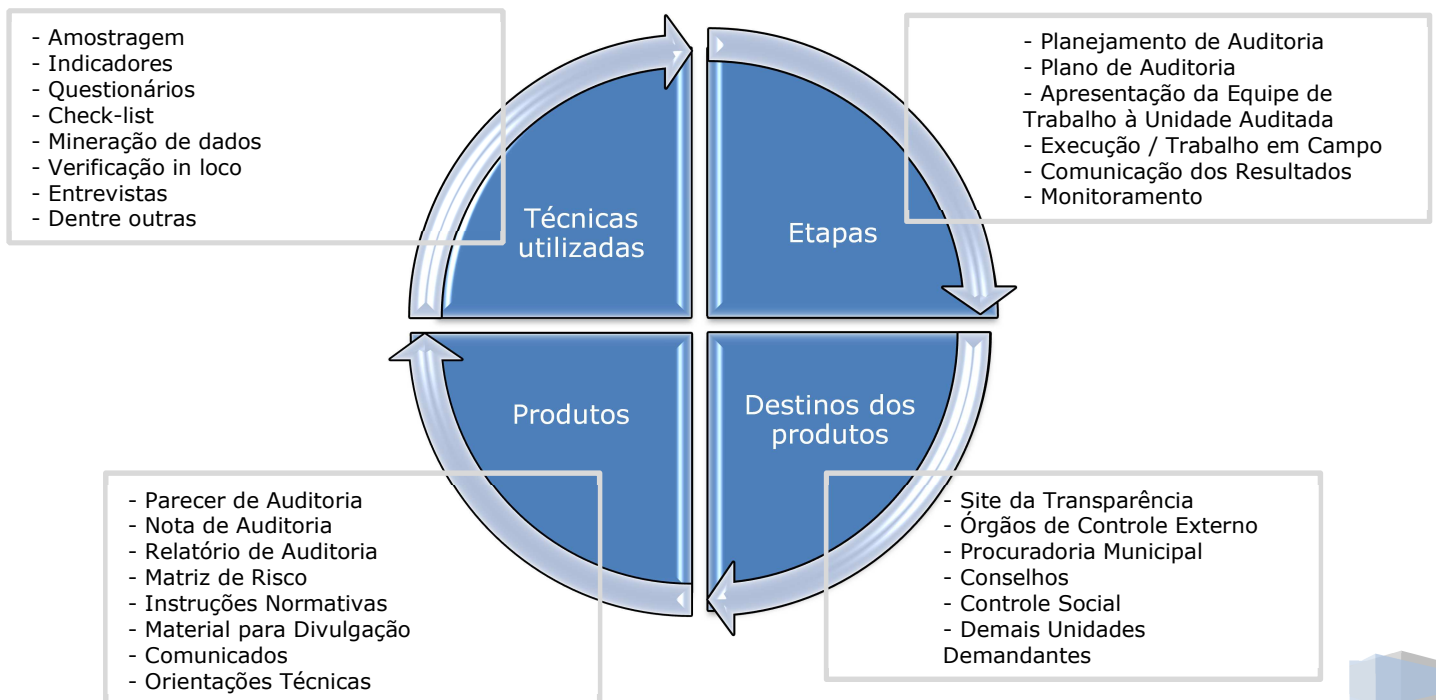 - Amostragem
- Indicadores
- Questionários
- Check-list
- Mineração de dados
- Verificação in loco
- Entrevistas
- Dentre outras
Técnicas
utilizadas
- Planejamento de Auditoria
- Plano de Auditoria
- Apresentação da Equipe de
Trabalho à Unidade Auditada
- Execução / Trabalho em Campo
- Comunicação dos Resultados
- Monitoramento
Etapas
Produtos
- Parecer de Auditoria
- Nota de Auditoria
- Relatório de Auditoria
- Matriz de Risco
- Instruções Normativas
- Material para Divulgação
- Comunicados
- Orientações Técnicas
Destinos dos
produtos
- Site da Transparência
- Órgãos de Controle Externo
- Procuradoria Municipal
- Conselhos
- Controle Social
- Demais Unidades
Demandantes